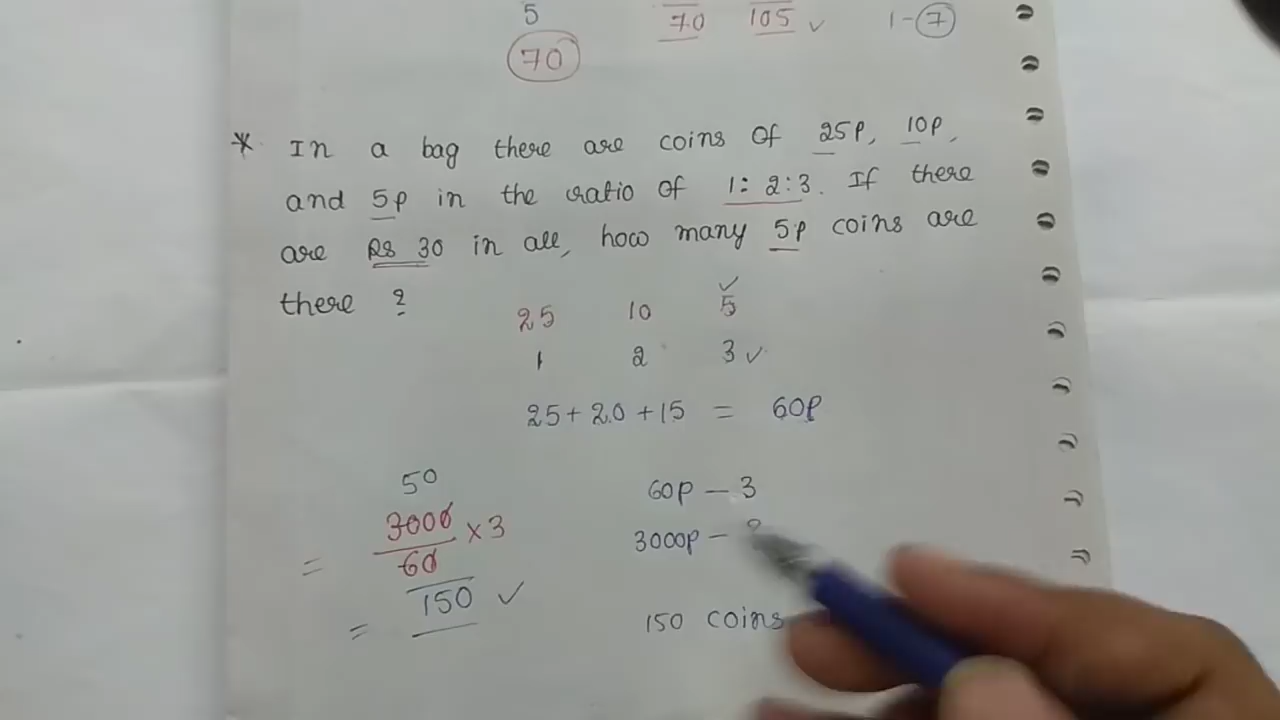 5 70 105 ✓ 1-7
70
* In a bag there are coins of 25p, 10p,
and 5p in the ratio of 1:2:3. If there
are Rs 30 in all, how many 5p coins are
there ?
25 10 5 ✓
1 2 3 ✓
25+20+15 = 60p
50
60p – 3
= 3000/60 × 3
3000p – ?
= 150 ✓
150 coins